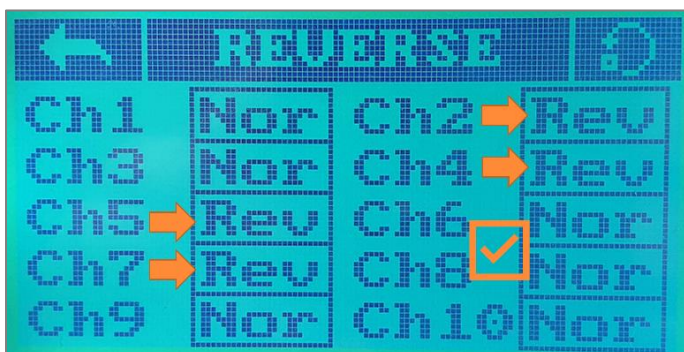 REVERSE
Ch1 Nor Ch2 Rev
Ch3 Nor Ch4 Rev
Ch5 Rev Ch6 Nor
Ch7 Rev Ch8 Nor
Ch9 Nor Ch10 Nor